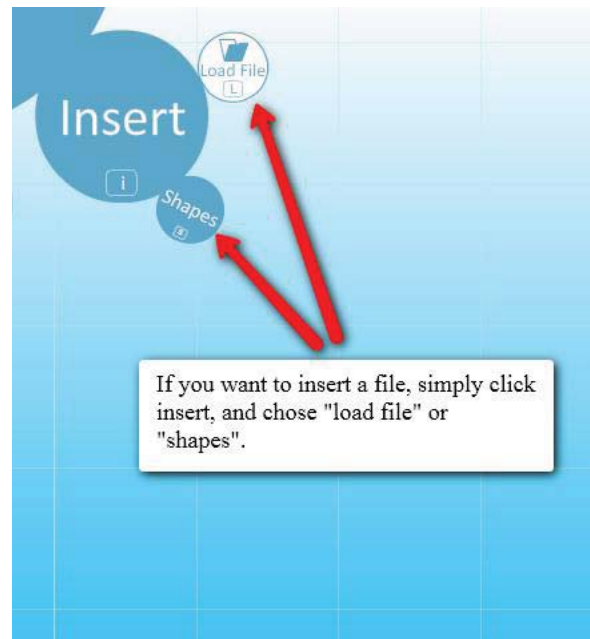 Load File
L
Insert
i
Shapes
If you want to insert a file, simply click
insert, and chose "load file" or
"shapes".